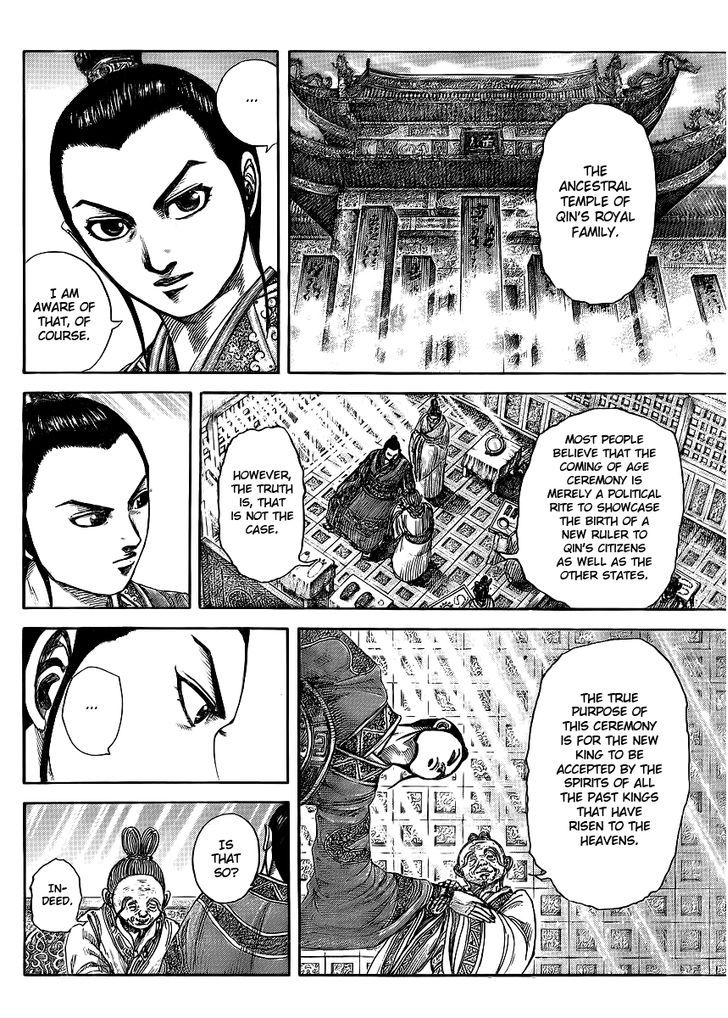 THE
ANCESTRAL
TEMPLE OF
QIN'S ROYAL
FAMILY.
...
I AM
AWARE OF
THAT, OF
COURSE.
MOST PEOPLE
BELIEVE THAT THE
COMING OF AGE
CEREMONY IS
MERELY A POLITICAL
RITE TO SHOWCASE
THE BIRTH OF A
NEW RULER TO
QIN'S CITIZENS
AS WELL AS THE
OTHER STATES.
HOWEVER,
THE TRUTH
IS, THAT
IS NOT THE
CASE.
THE TRUE
PURPOSE OF
THIS CEREMONY
IS FOR THE NEW
KING TO BE
ACCEPTED BY THE
SPIRITS OF ALL
THE PAST KINGS
THAT HAVE
RISEN TO THE
HEAVENS.
...
IS
THAT
SO?
IN-
DEED.